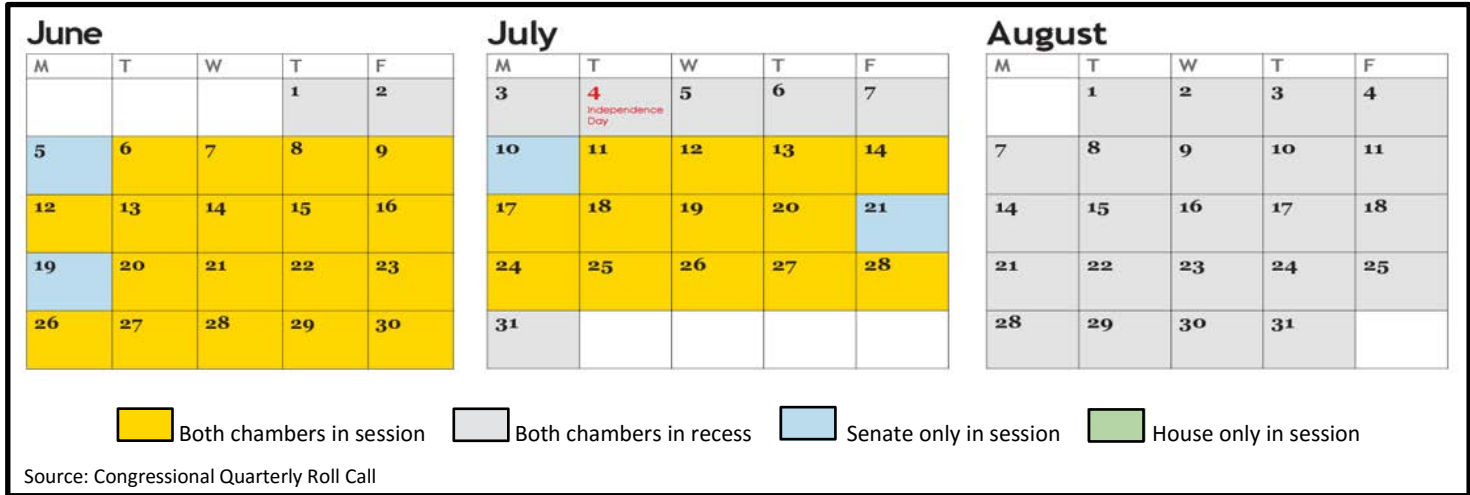 June
M T W T F
1 2
5 6 7 8 9
12 13 14 15 16
19 20 21 22 23
26 27 28 29 30
July
M T W T F
3 4 5 6 7
Independence
Day
10 11 12 13 14
17 18 19 20 21
24 25 26 27 28
31
August
M T W T F
1 2 3 4
7 8 9 10 11
14 15 16 17 18
21 22 23 24 25
28 29 30 31
Both chambers in session Both chambers in recess Senate only in session House only in session
Source: Congressional Quarterly Roll Call